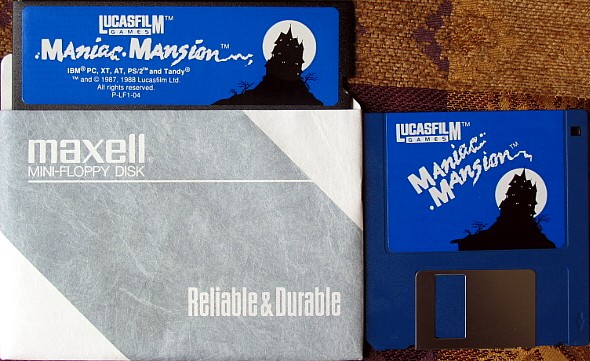 LUCASFILM™
GAMES
Maniac Mansion™
IBM® PC, XT, AT, PS/2™ and Tandy®
™ and © 1987, 1988 Lucasfilm Ltd.
All rights reserved.
P-LF1-04
maxell®
MINI-FLOPPY DISK
Reliable & Durable
LUCASFILM™
GAMES
Maniac
Mansion™